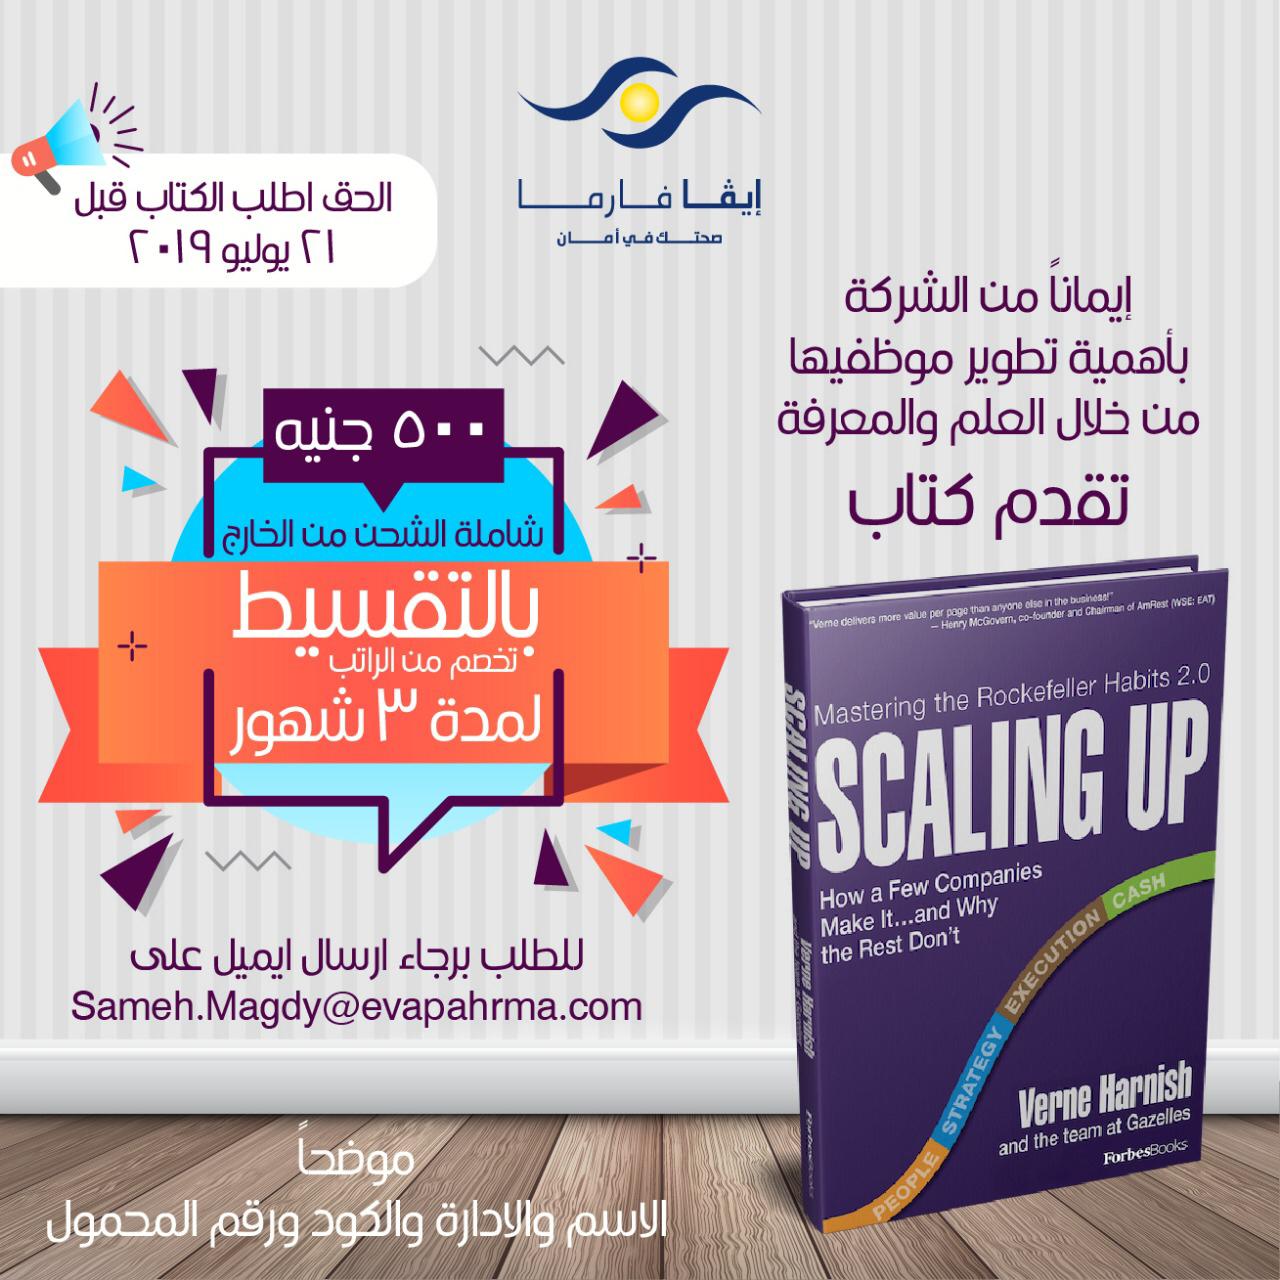 إيڤا فارما
صحتك في أمان
الحق اطلب الكتاب قبل
٢١ يوليو ٢٠١٩
إيماناً من الشركة
بأهمية تطوير موظفيها
من خلال العلم والمعرفة
تقدم كتاب
٥٠٠ جنيه
شاملة الشحن من الخارج
بالتقسيط
تخصم من الراتب
لمدة ٣ شهور
"Verne delivers more value per page than anyone else in the business!"
— Henry McGovern, co-founder and Chairman of AmRest (WSE: EAT)
Mastering the Rockefeller Habits 2.0
SCALING UP
How a Few Companies
Make It...and Why
the Rest Don't
PEOPLE STRATEGY EXECUTION CASH
Verne Harnish
and the team at Gazelles
ForbesBooks
SCALING UP
Verne Harnish
ForbesBooks
للطلب برجاء ارسال ايميل على
Sameh.Magdy@evapahrma.com
موضحاً
الاسم والادارة والكود ورقم المحمول